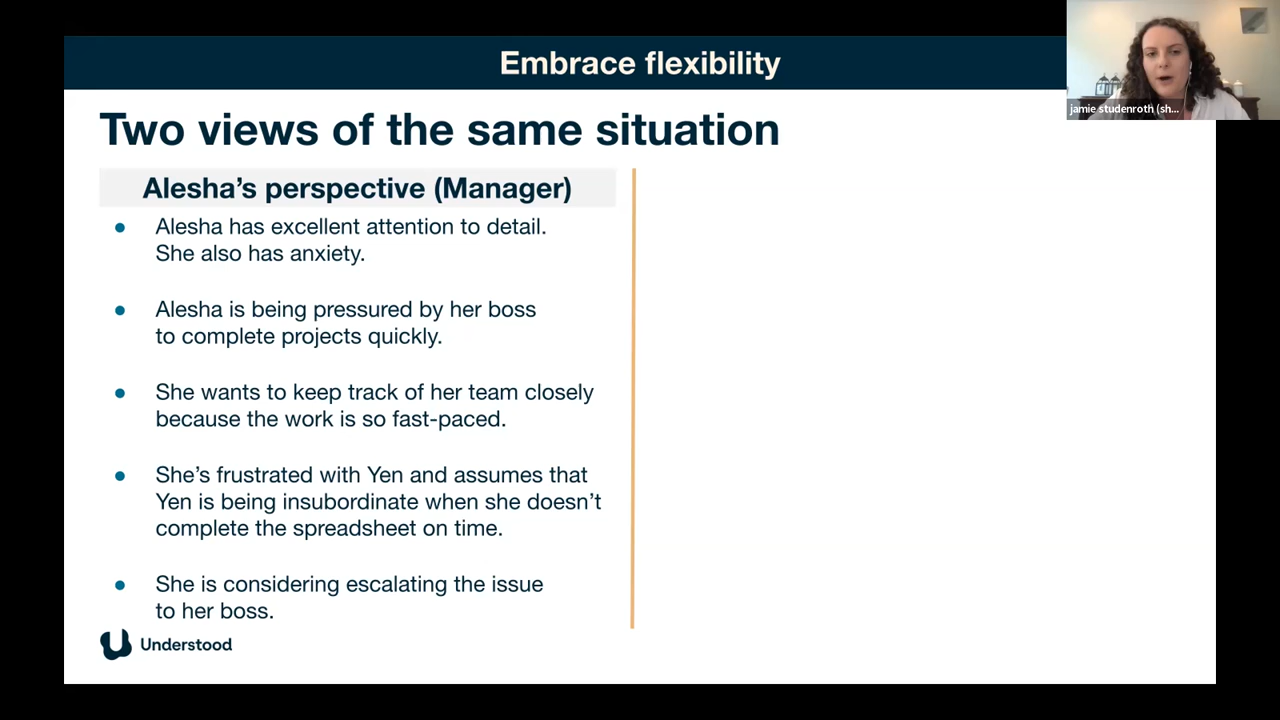 Embrace flexibility
jamie studenroth (sh...
Two views of the same situation
Alesha’s perspective (Manager)
● Alesha has excellent attention to detail.
She also has anxiety.
● Alesha is being pressured by her boss
to complete projects quickly.
● She wants to keep track of her team closely
because the work is so fast-paced.
● She’s frustrated with Yen and assumes that
Yen is being insubordinate when she doesn’t
complete the spreadsheet on time.
● She is considering escalating the issue
to her boss.
Understood